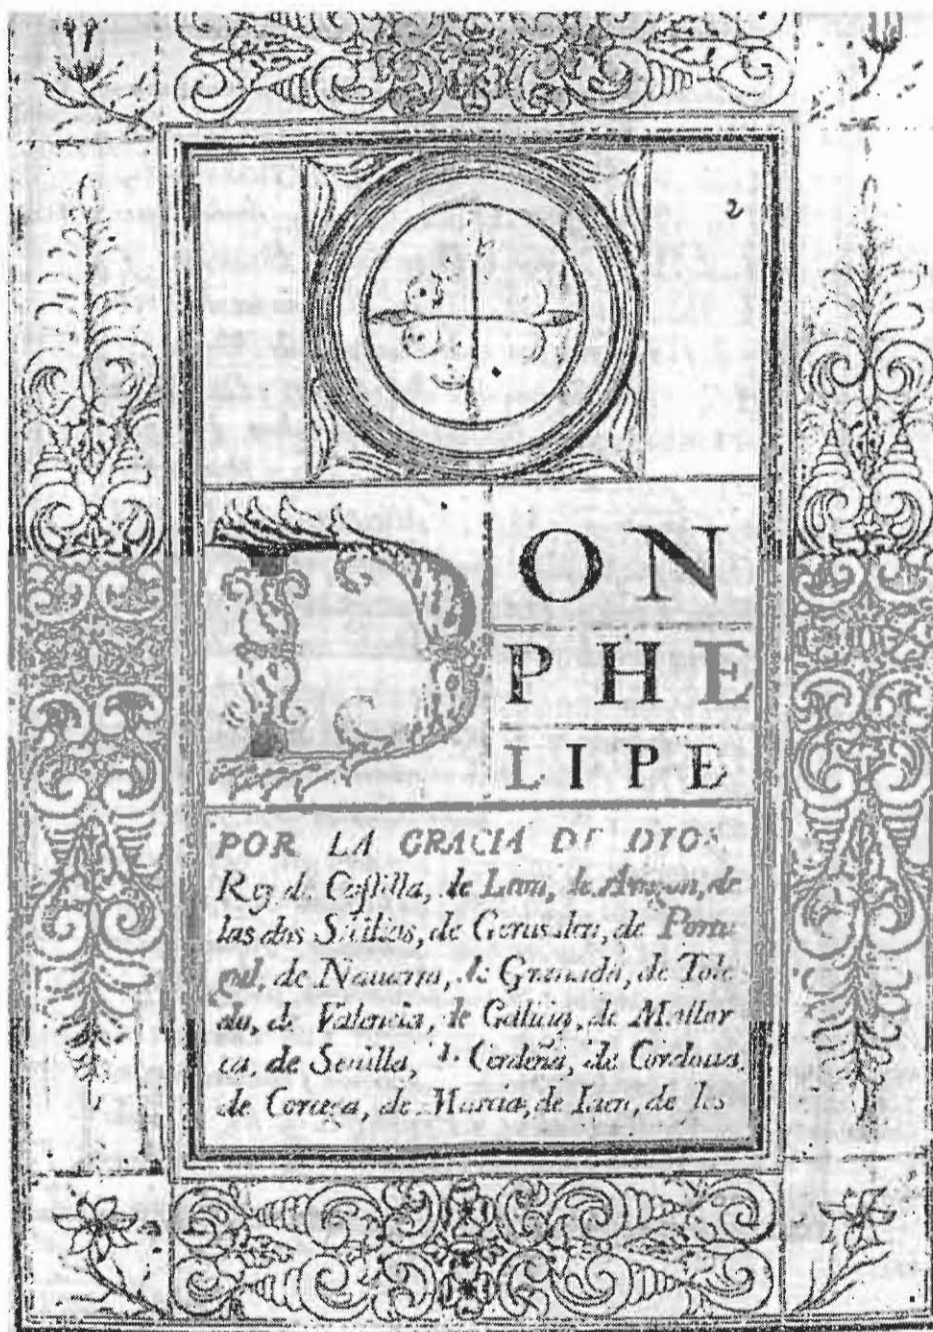 2
DON
PHE
LIPE
POR LA GRACIA DE DIOS
Rey de Castilla, de Leon, de Aragon, de
las dos Sicilias, de Gerusalen, de Portu
gal, de Nauarra, de Granada, de Tole
do, de Valencia, de Galizia, de Mallor
ca, de Seuilla, de Cerdeña, de Cordoua,
de Corcega, de Murcia, de Iaen, de los